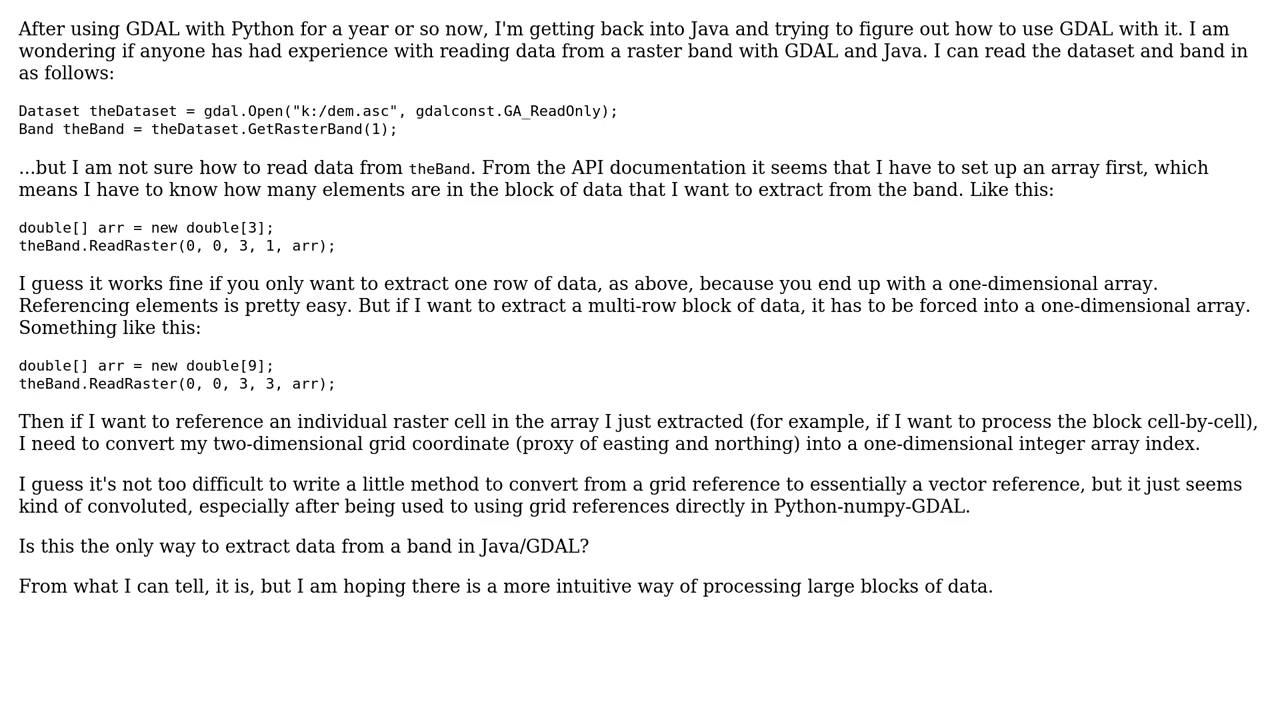 After using GDAL with Python for a year or so now, I'm getting back into Java and trying to figure out how to use GDAL with it. I am
wondering if anyone has had experience with reading data from a raster band with GDAL and Java. I can read the dataset and band in
as follows:
Dataset theDataset = gdal.Open("k:/dem.asc", gdalconst.GA_ReadOnly);
Band theBand = theDataset.GetRasterBand(1);
...but I am not sure how to read data from theBand. From the API documentation it seems that I have to set up an array first, which
means I have to know how many elements are in the block of data that I want to extract from the band. Like this:
double[] arr = new double[3];
theBand.ReadRaster(0, 0, 3, 1, arr);
I guess it works fine if you only want to extract one row of data, as above, because you end up with a one-dimensional array.
Referencing elements is pretty easy. But if I want to extract a multi-row block of data, it has to be forced into a one-dimensional array.
Something like this:
double[] arr = new double[9];
theBand.ReadRaster(0, 0, 3, 3, arr);
Then if I want to reference an individual raster cell in the array I just extracted (for example, if I want to process the block cell-by-cell),
I need to convert my two-dimensional grid coordinate (proxy of easting and northing) into a one-dimensional integer array index.
I guess it's not too difficult to write a little method to convert from a grid reference to essentially a vector reference, but it just seems
kind of convoluted, especially after being used to using grid references directly in Python-numpy-GDAL.
Is this the only way to extract data from a band in Java/GDAL?
From what I can tell, it is, but I am hoping there is a more intuitive way of processing large blocks of data.